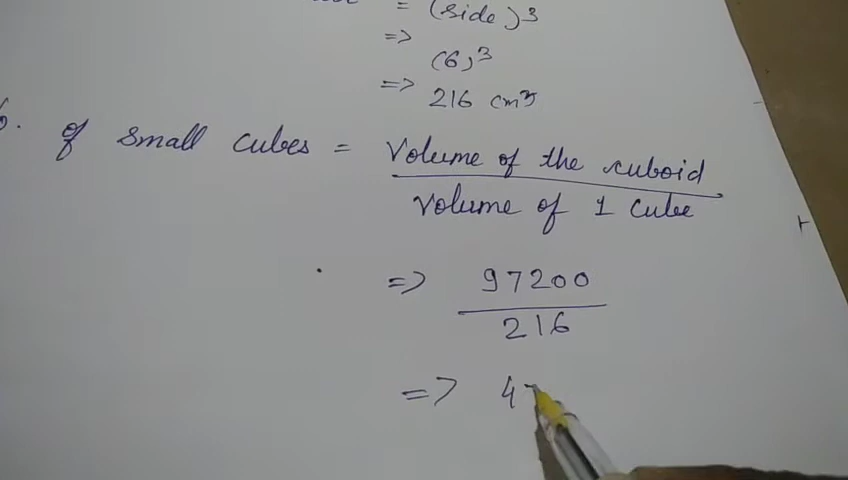 = (side)3
=>
(6)3
=> 216 cm3
of small cubes = Volume of the cuboid
Volume of 1 cube
=> 97200
216
=> 4